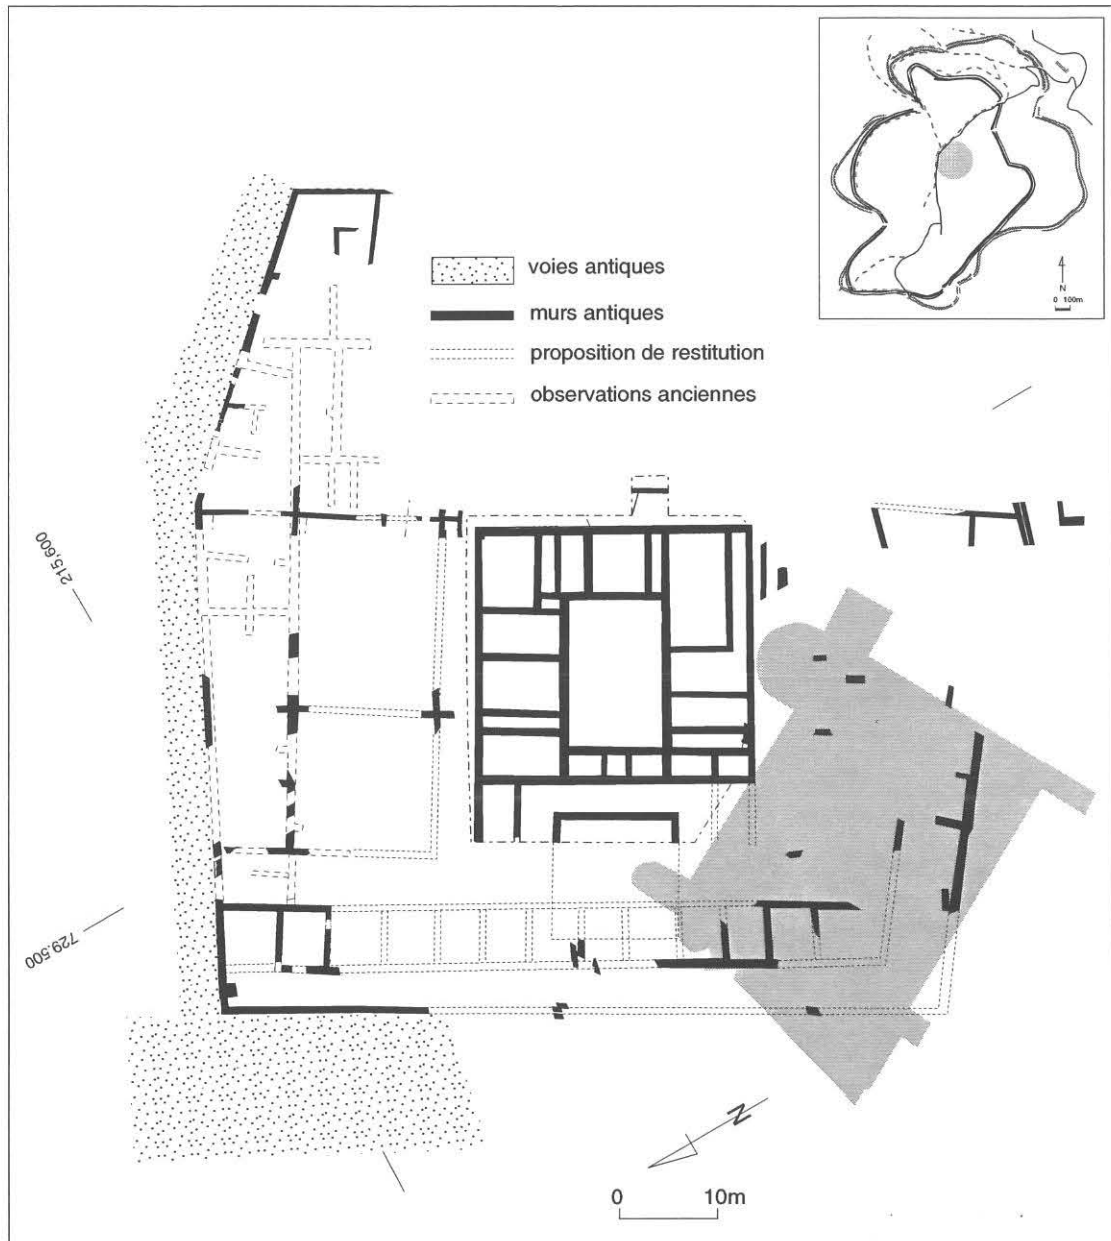 N
0 100m
voies antiques
murs antiques
proposition de restitution
observations anciennes
215,600
729,500
N
0 10m